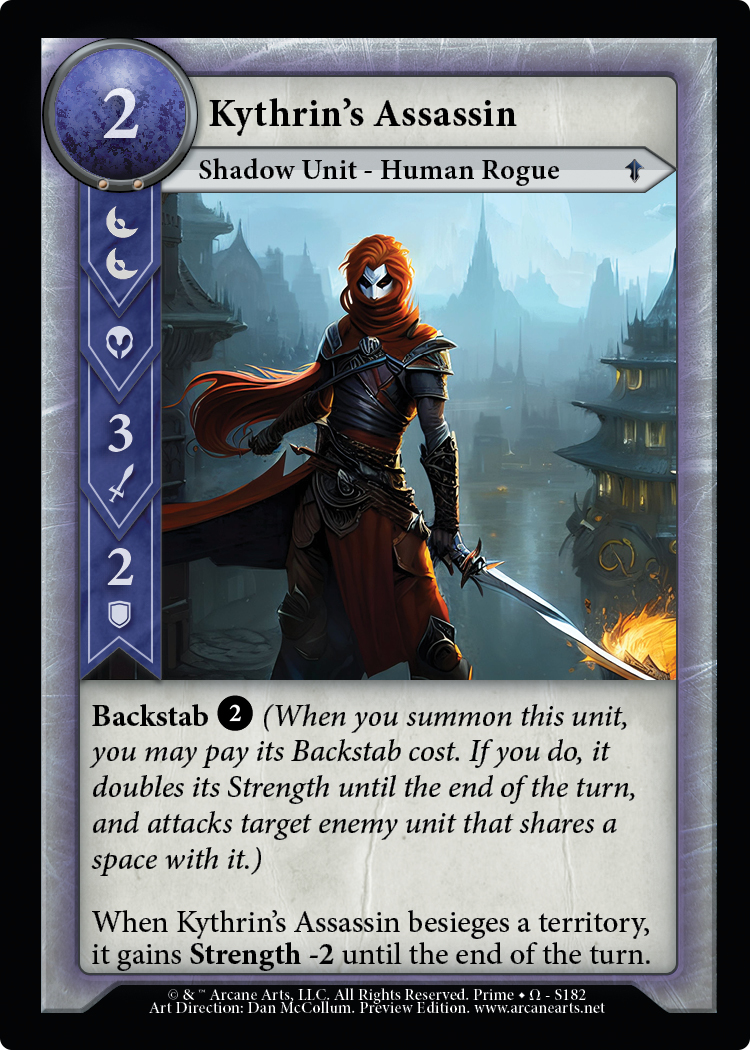 2
Kythrin's Assassin
Shadow Unit - Human Rogue
3
2
Backstab 2 (When you summon this unit,
you may pay its Backstab cost. If you do, it
doubles its Strength until the end of the turn,
and attacks target enemy unit that shares a
space with it.)
When Kythrin's Assassin besieges a territory,
it gains Strength -2 until the end of the turn.
© & ™ Arcane Arts, LLC. All Rights Reserved. Prime ◆ Ω - S182
Art Direction: Dan McCollum. Preview Edition. www.arcanearts.net